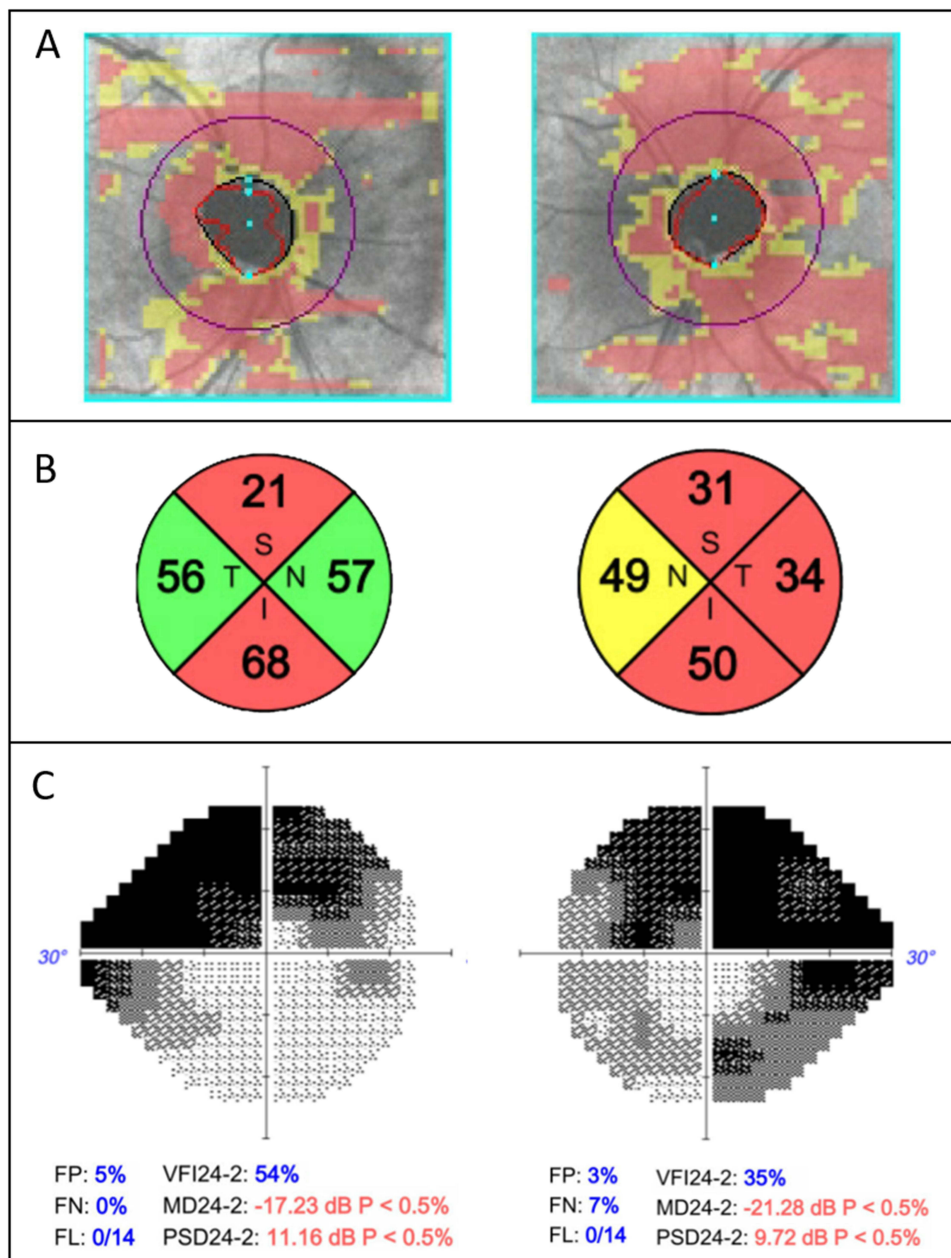 A
B
21 31
S S
56 T N 57 49 N T 34
I I
68 50
C
30° 30°
FP: 5% VFI24-2: 54% FP: 3% VFI24-2: 35%
FN: 0% MD24-2: -17.23 dB P < 0.5% FN: 7% MD24-2: -21.28 dB P < 0.5%
FL: 0/14 PSD24-2: 11.16 dB P < 0.5% FL: 0/14 PSD24-2: 9.72 dB P < 0.5%